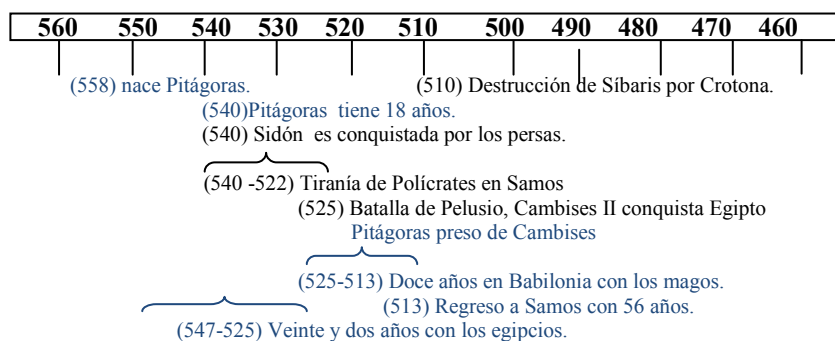 560 550 540 530 520 510 500 490 480 470 460
(558) nace Pitágoras. (510) Destrucción de Síbaris por Crotona.
(540)Pitágoras tiene 18 años.
(540) Sidón es conquistada por los persas.
(540 -522) Tiranía de Polícrates en Samos
(525) Batalla de Pelusio, Cambises II conquista Egipto
Pitágoras preso de Cambises
(525-513) Doce años en Babilonia con los magos.
(513) Regreso a Samos con 56 años.
(547-525) Veinte y dos años con los egipcios.